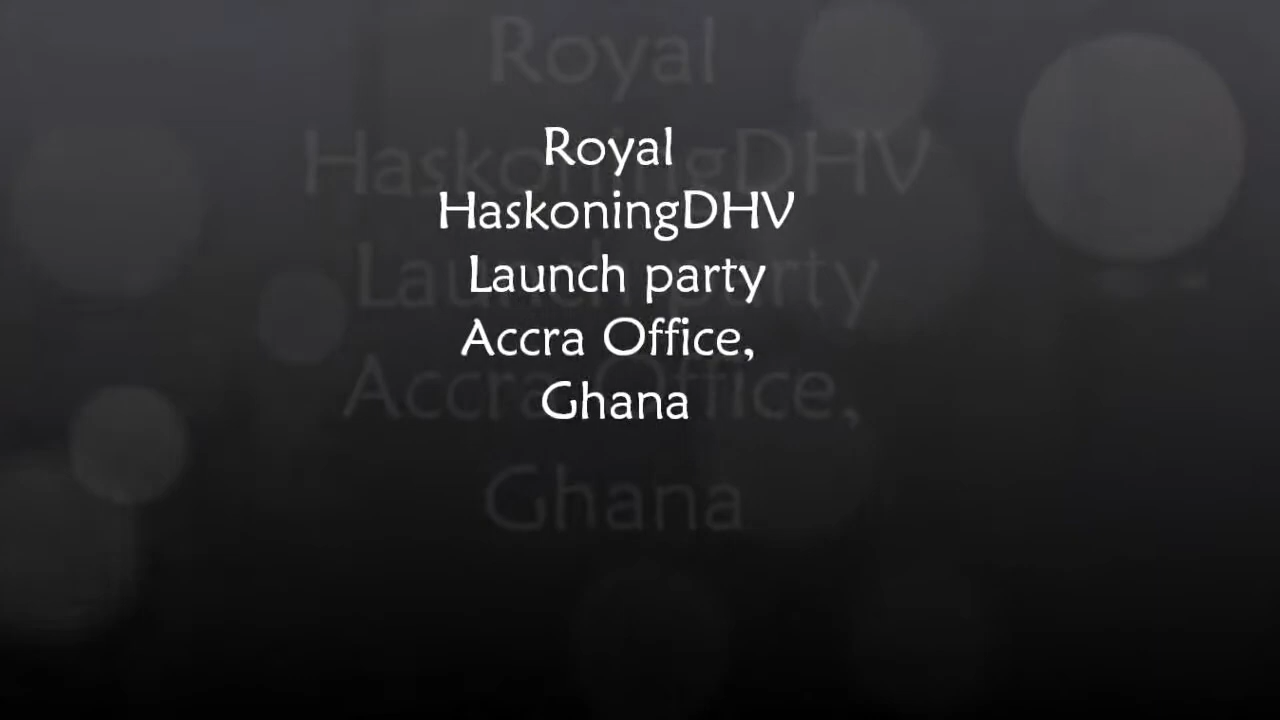 Royal
HaskoningDHV
Launch party
Accra Office,
Ghana